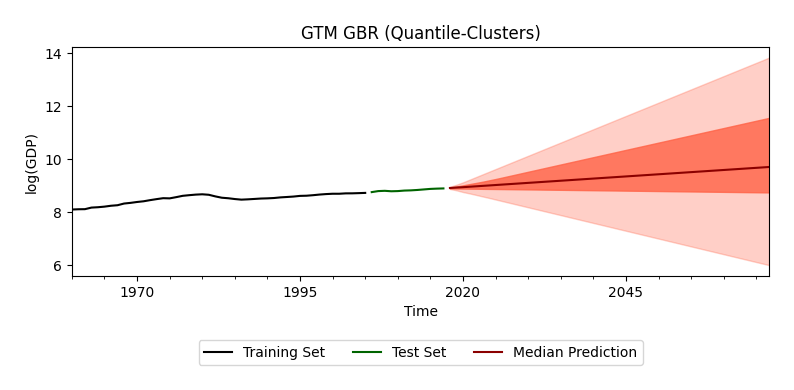 GTM GBR (Quantile-Clusters)
log(GDP)
14
12
10
8
6
1970 1995 2020 2045
Time
Training Set Test Set Median Prediction